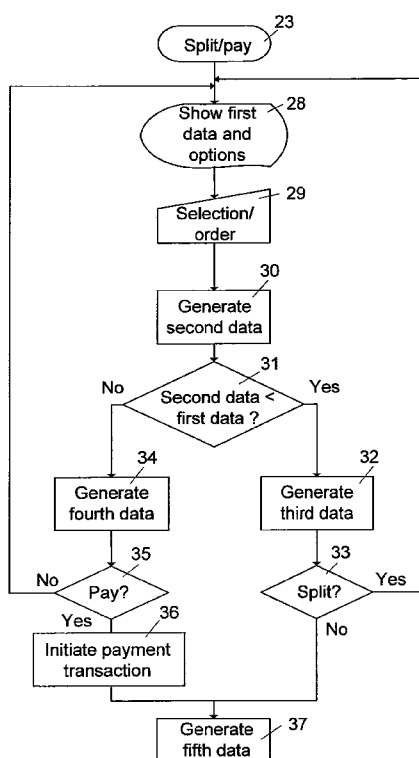 Split/pay
23
28
Show first
data and
options
29
Selection/
order
30
Generate
second data
31
No
Second data <
first data ?
Yes
34
Generate
fourth data
32
Generate
third data
35
No
Pay?
33
Split?
Yes
Yes
36
No
Initiate payment
transaction
Generate
fifth data
37